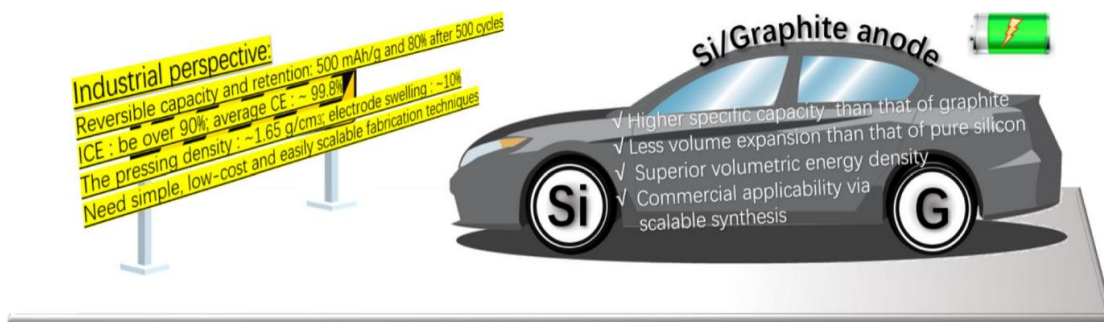 Industrial perspective:
Reversible capacity and retention: 500 mAh/g and 80% after 500 cycles
ICE : be over 90%; average CE : ~ 99.8%
The pressing density : ~1.65 g/cm3; electrode swelling : ~10%
Need simple, low-cost and easily scalable fabrication techniques
Si/Graphite anode
√ Higher specific capacity than that of graphite
√ Less volume expansion than that of pure silicon
√ Superior volumetric energy density
√ Commercial applicability via
scalable synthesis
Si
G